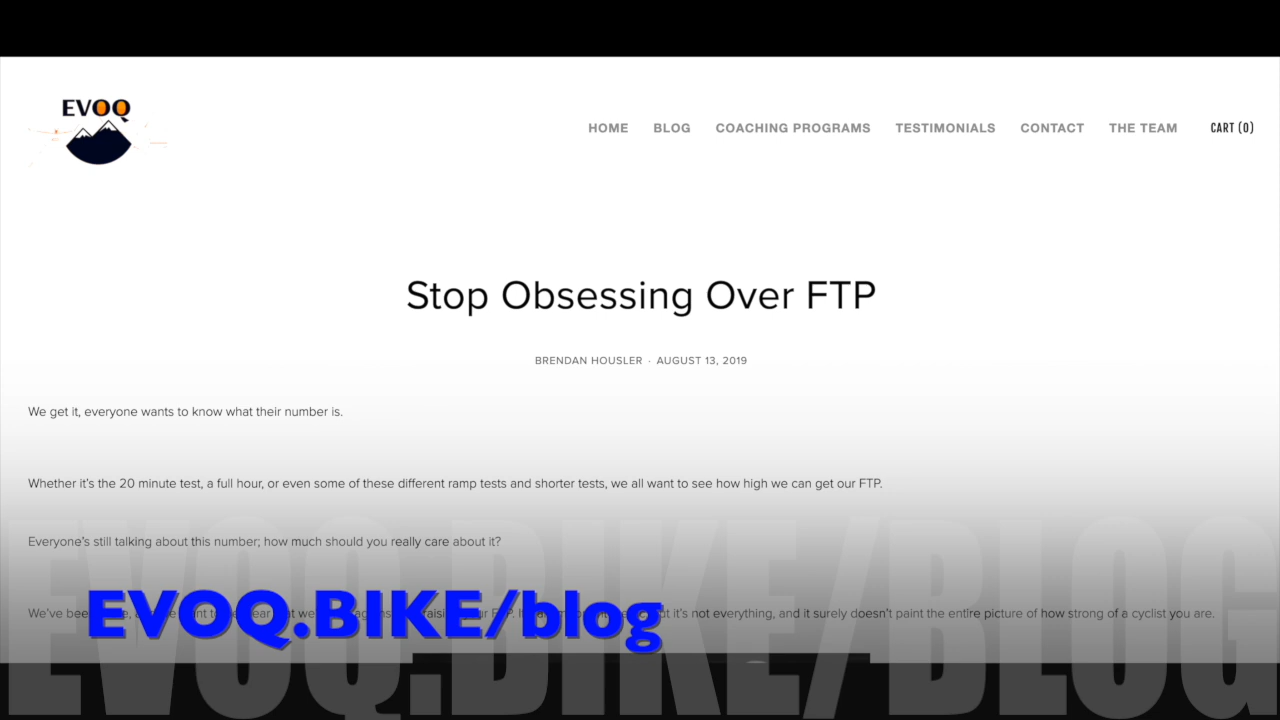 EVOQ
HOME BLOG COACHING PROGRAMS TESTIMONIALS CONTACT THE TEAM CART (0)
Stop Obsessing Over FTP
BRENDAN HOUSLER · AUGUST 13, 2019
We get it, everyone wants to know what their number is.
Whether it's the 20 minute test, a full hour, or even some of these different ramp tests and shorter tests, we all want to see how high we can get our FTP.
Everyone's still talking about this number; how much should you really care about it?
We've it's not everything, and it surely doesn't paint the entire picture of how strong of a cyclist you are.
EVOQ.BIKE/blog
EVOQ.BIKE/BLOG